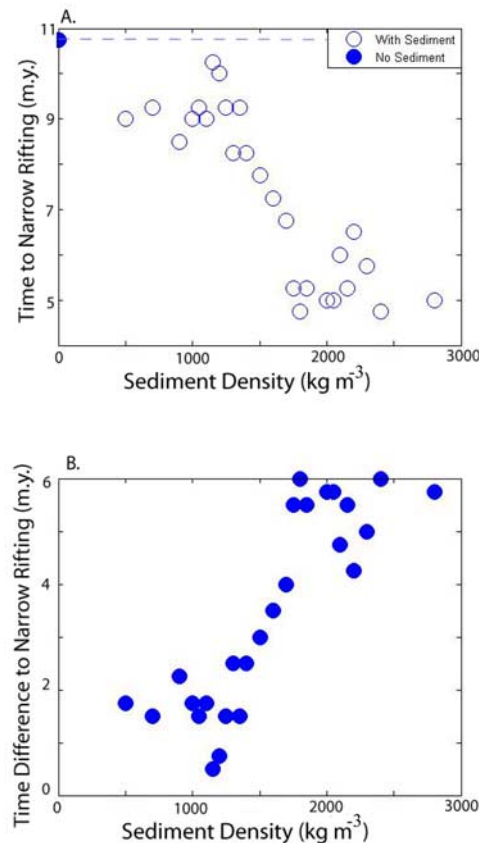 A.
11
9
7
5
With Sediment
No Sediment
Time to Narrow Rifting (m.y.)
0 1000 2000 3000
Sediment Density (kg m⁻³)
B.
6
4
2
0
Time Difference to Narrow Rifting (m.y.)
0 1000 2000 3000
Sediment Density (kg m⁻³)